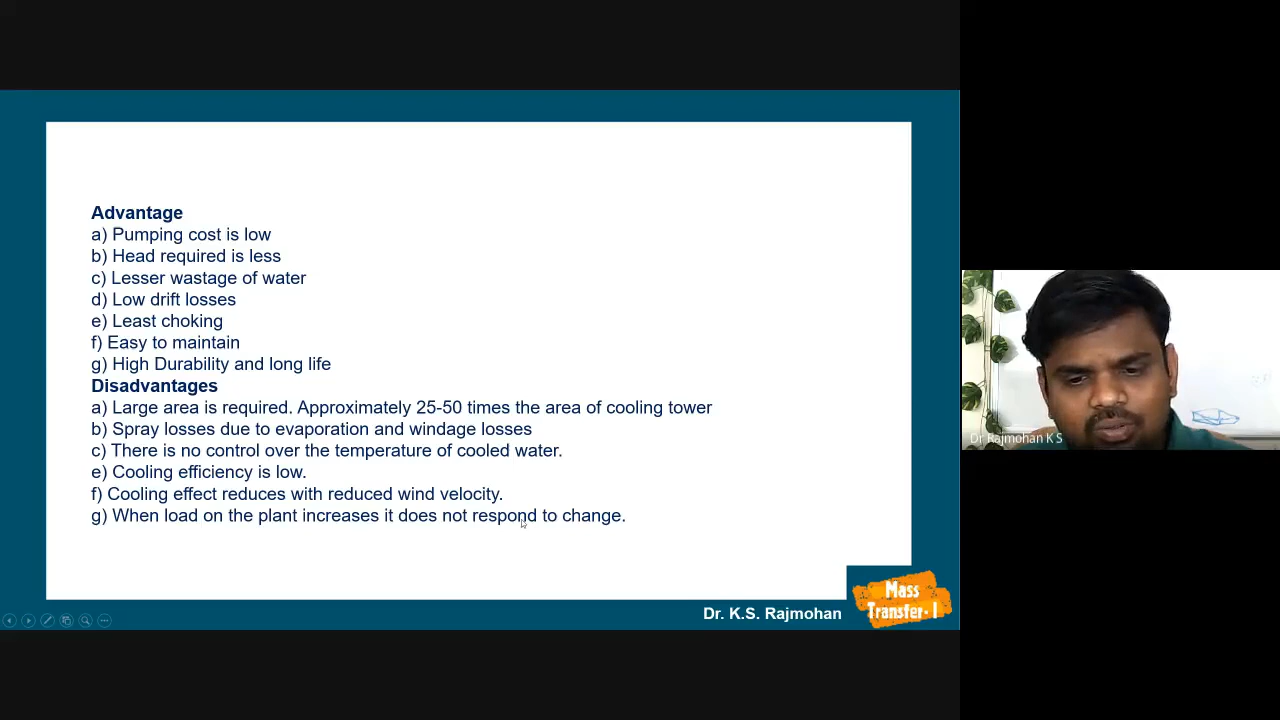 Advantage
a) Pumping cost is low
b) Head required is less
c) Lesser wastage of water
d) Low drift losses
e) Least choking
f) Easy to maintain
g) High Durability and long life
Disadvantages
a) Large area is required. Approximately 25-50 times the area of cooling tower
b) Spray losses due to evaporation and windage losses
c) There is no control over the temperature of cooled water.
e) Cooling efficiency is low.
f) Cooling effect reduces with reduced wind velocity.
g) When load on the plant increases it does not respond to change.
Dr. K.S. Rajmohan
Mass
Transfer-I
Dr Rajmohan K S